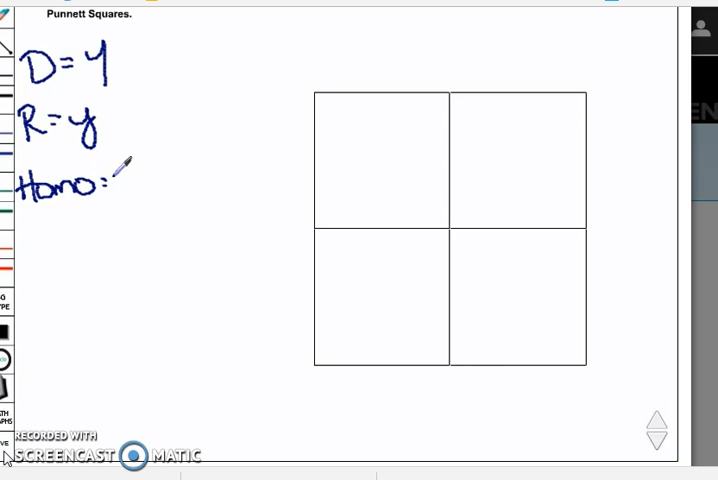 Punnett Squares.
D = Y
R = y
Homo =
RECORDED WITH
SCREENCAST MATIC